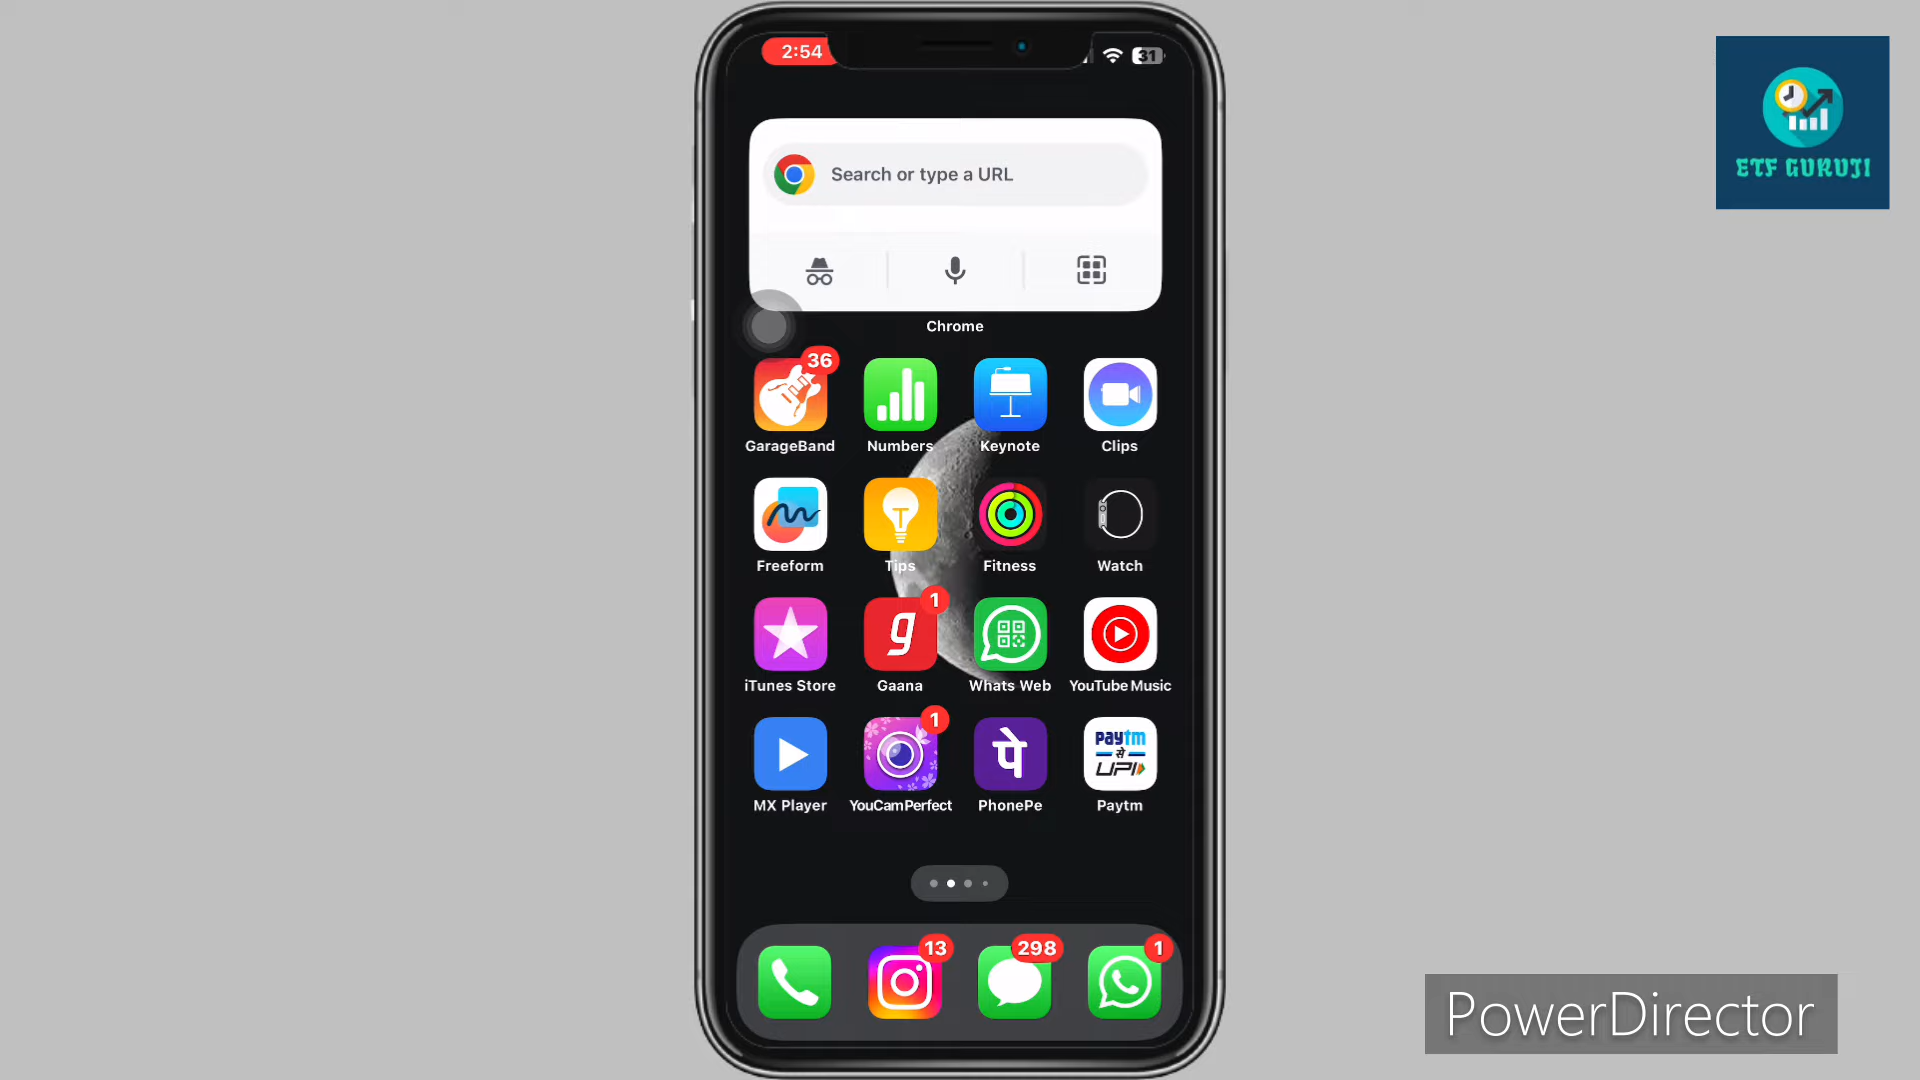 2:54
31
ETF GURUJI
Search or type a URL
Chrome
36
GarageBand
Numbers
Keynote
Clips
Freeform
T
Tips
Fitness
Watch
1
g
iTunes Store
Gaana
Whats Web
YouTube Music
1
पे
paytm
से
UPI
MX Player
YouCamPerfect
PhonePe
Paytm
13
298
1
PowerDirector